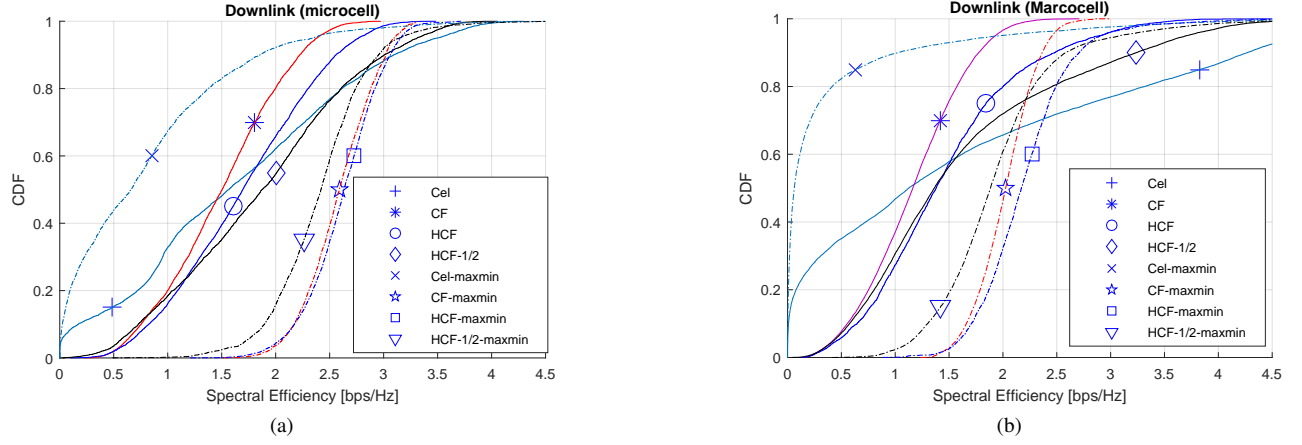 Downlink (microcell)
1
0.8
0.6
0.4
0.2
0
CDF
0 0.5 1 1.5 2 2.5 3 3.5 4 4.5
Spectral Efficiency [bps/Hz]
Cel
CF
HCF
HCF-1/2
Cel-maxmin
CF-maxmin
HCF-maxmin
HCF-1/2-maxmin
(a)
Downlink (Marcocell)
1
0.8
0.6
0.4
0.2
0
CDF
0 0.5 1 1.5 2 2.5 3 3.5 4 4.5
Spectral Efficiency [bps/Hz]
Cel
CF
HCF
HCF-1/2
Cel-maxmin
CF-maxmin
HCF-maxmin
HCF-1/2-maxmin
(b)